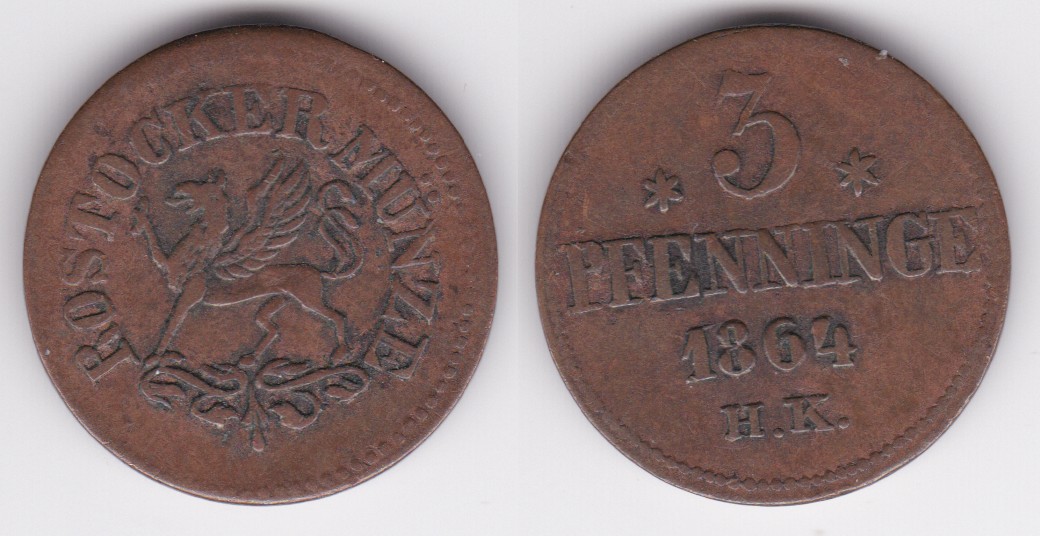 ROSTOCKER MÜNZE
3
PFENNINGE
1864
H.K.